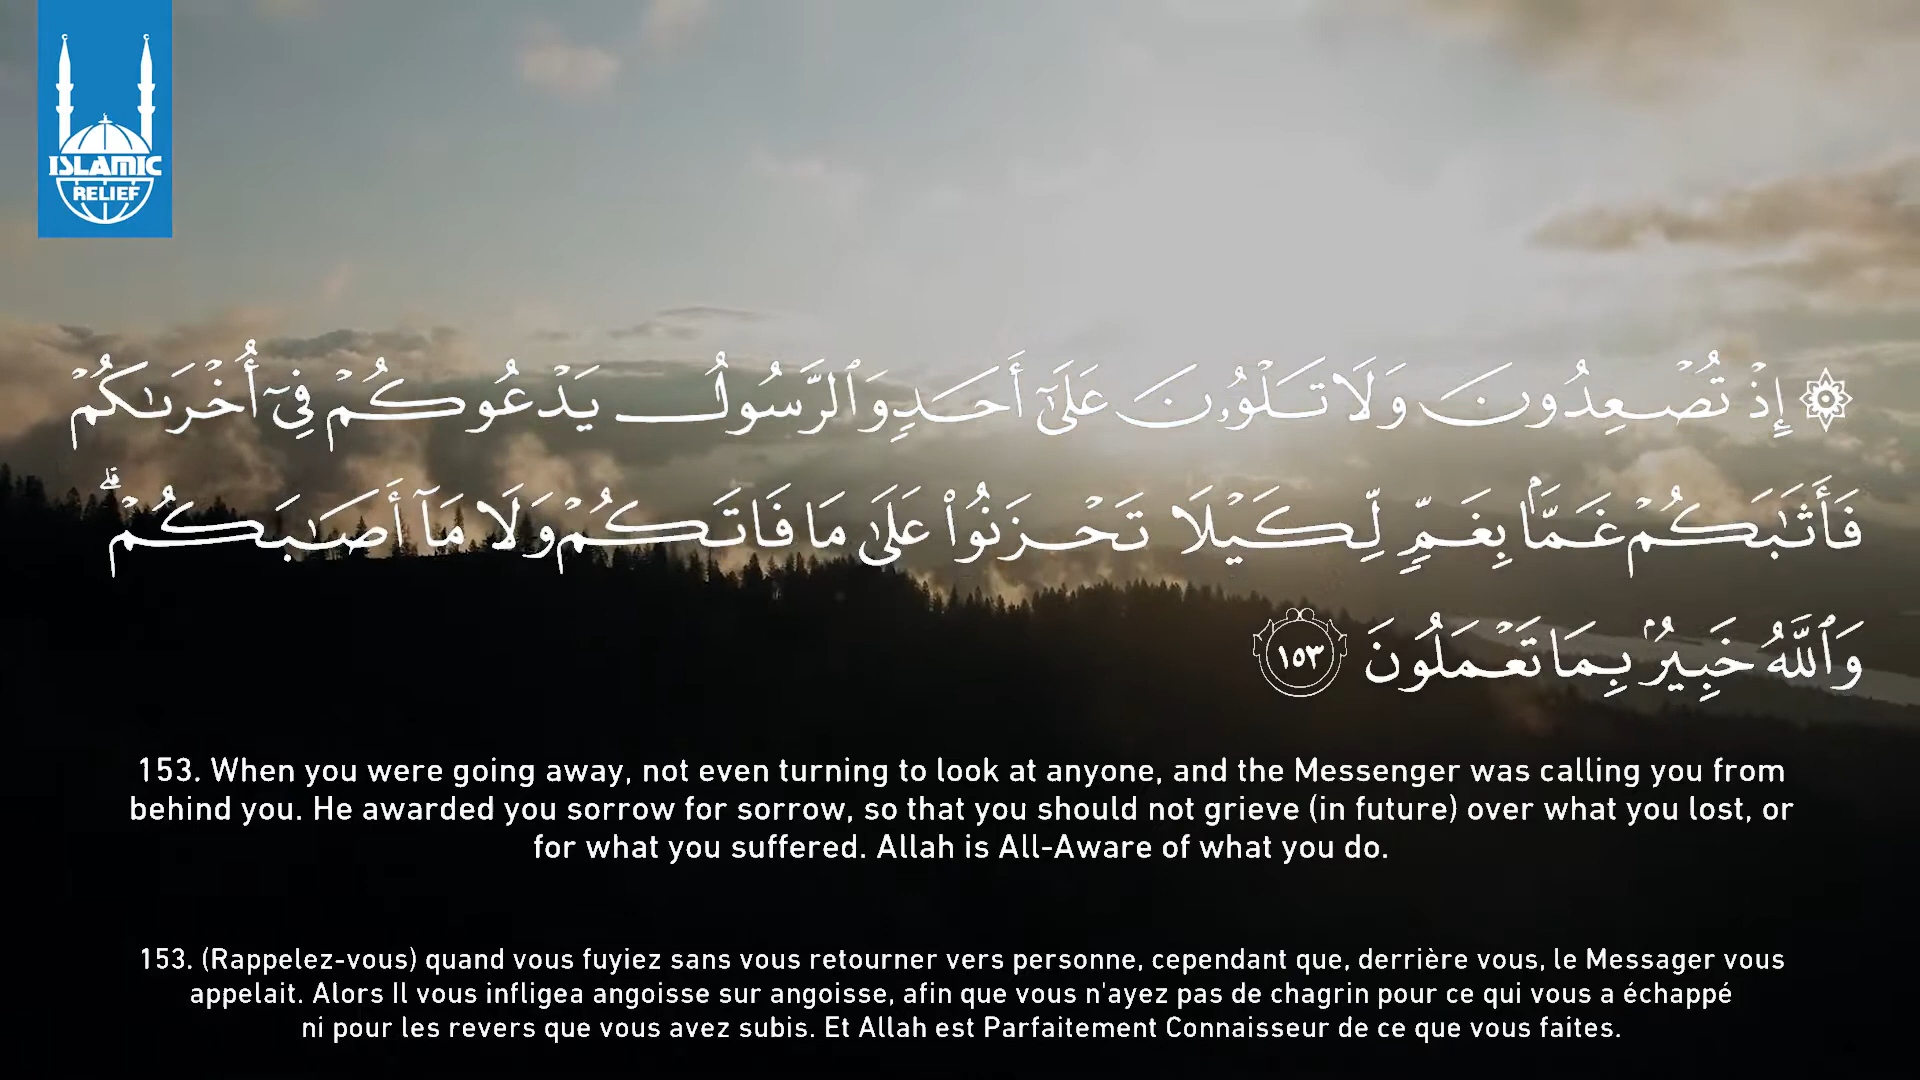 ISLAMIC
RELIEF
۞ إِذْ تُصْعِدُونَ وَلَا تَلْوُۥنَ عَلَىٰٓ أَحَدٍ وَٱلرَّسُولُ يَدْعُوكُمْ فِىٓ أُخْرَىٰكُمْ
فَأَثَٰبَكُمْ غَمًّۢا بِغَمٍّ لِّكَيْلَا تَحْزَنُوا۟ عَلَىٰ مَا فَاتَكُمْ وَلَا مَآ أَصَٰبَكُمْ ۗ
وَٱللَّهُ خَبِيرٌۢ بِمَا تَعْمَلُونَ ١٥٣
153. When you were going away, not even turning to look at anyone, and the Messenger was calling you from
behind you. He awarded you sorrow for sorrow, so that you should not grieve (in future) over what you lost, or
for what you suffered. Allah is All-Aware of what you do.
153. (Rappelez-vous) quand vous fuyiez sans vous retourner vers personne, cependant que, derrière vous, le Messager vous
appelait. Alors Il vous infligea angoisse sur angoisse, afin que vous n'ayez pas de chagrin pour ce qui vous a échappé
ni pour les revers que vous avez subis. Et Allah est Parfaitement Connaisseur de ce que vous faites.